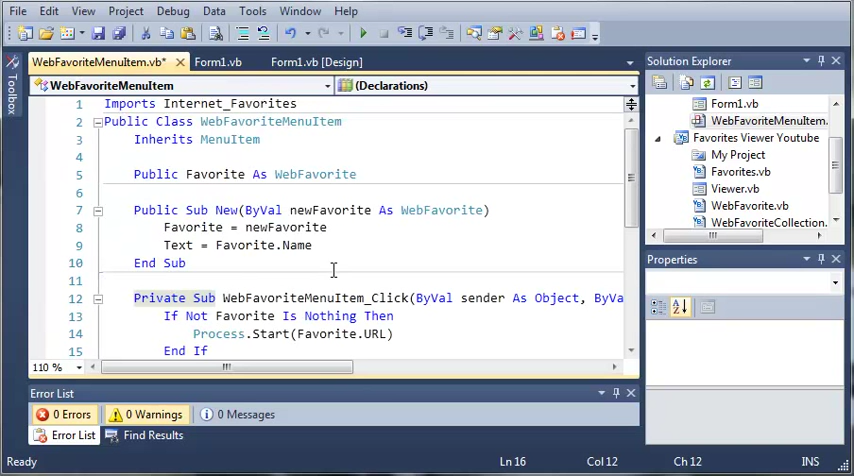 File Edit View Project Debug Data Tools Window Help
WebFavoriteMenuItem.vb* Form1.vb Form1.vb [Design]
WebFavoriteMenuItem (Declarations)
Toolbox
1 Imports Internet_Favorites
2 Public Class WebFavoriteMenuItem
3 Inherits MenuItem
4
5 Public Favorite As WebFavorite
6
7 Public Sub New(ByVal newFavorite As WebFavorite)
8 Favorite = newFavorite
9 Text = Favorite.Name
10 End Sub
11
12 Private Sub WebFavoriteMenuItem_Click(ByVal sender As Object, ByVa
13 If Not Favorite Is Nothing Then
14 Process.Start(Favorite.URL)
15 End If
110 %
Solution Explorer
Form1.vb
WebFavoriteMenuItem.
Favorites Viewer Youtube
My Project
Favorites.vb
Viewer.vb
WebFavorite.vb
WebFavoriteCollection.
Properties
Error List
0 Errors 0 Warnings 0 Messages
Error List Find Results
Ready Ln 16 Col 12 Ch 12 INS